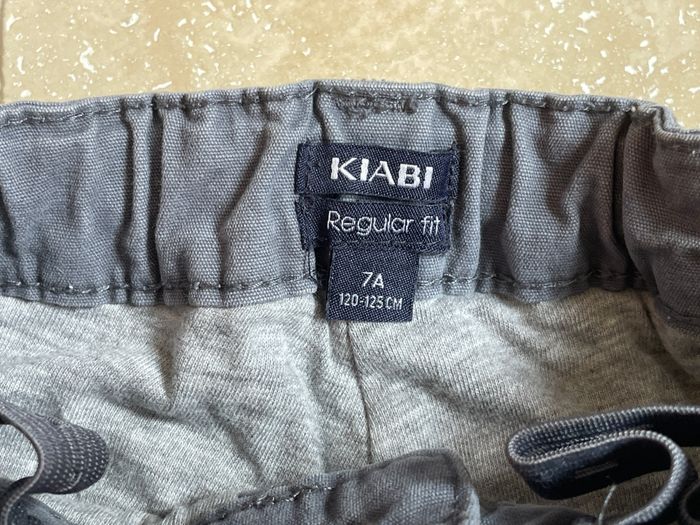 KIABI
Regular fit
7A
120-125 CM